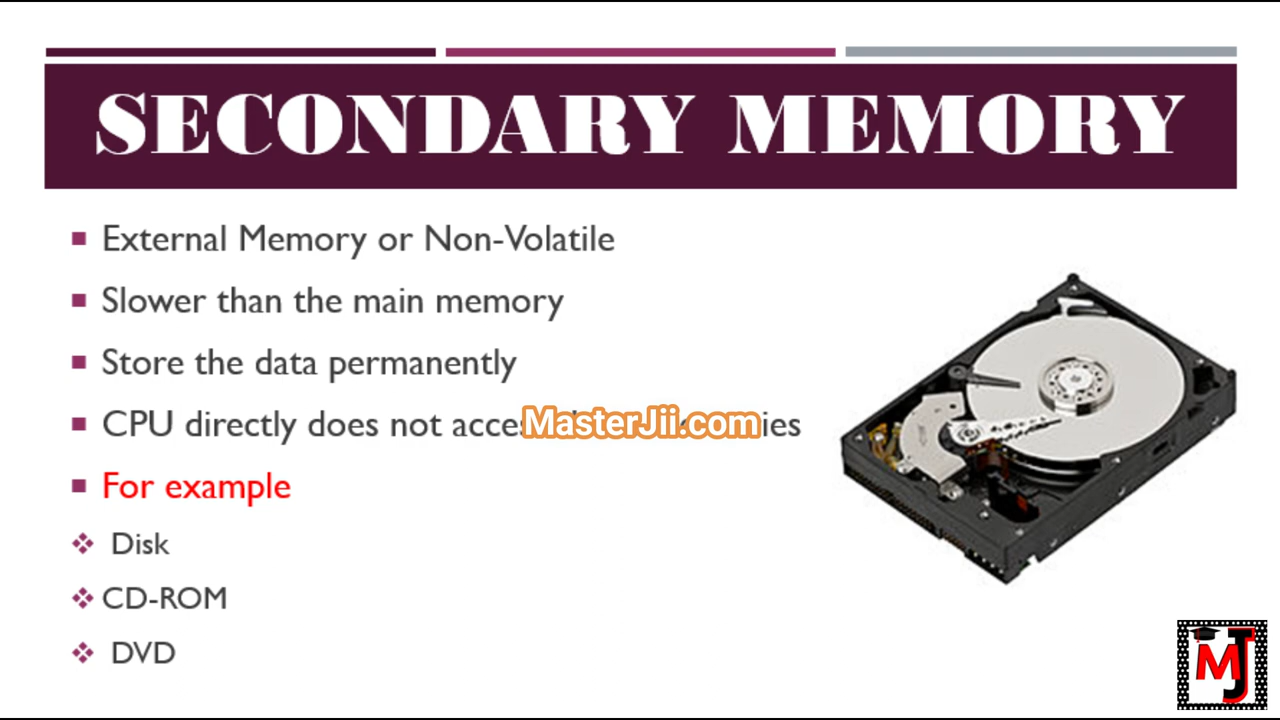 SECONDARY MEMORY
External Memory or Non-Volatile
Slower than the main memory
Store the data permanently
CPU directly does not
MasterJii.com
For example
Disk
CD-ROM
DVD
MJ